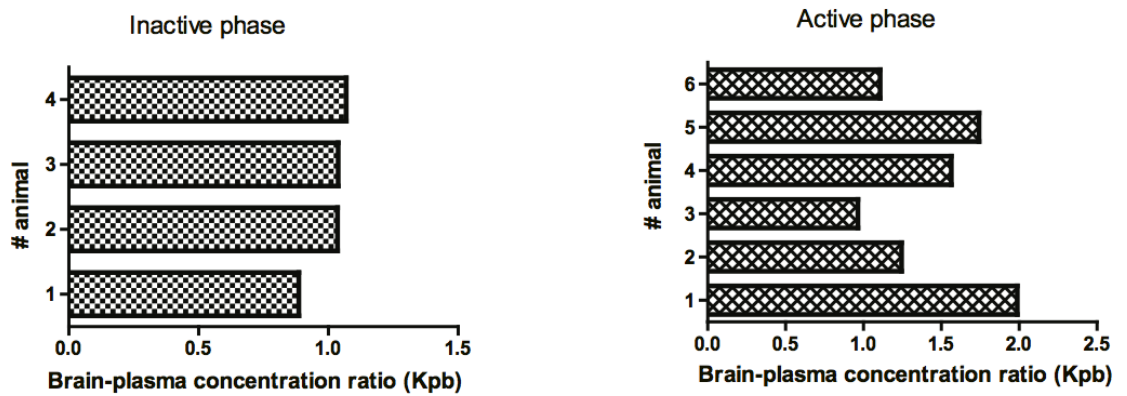 Inactive phase
# animal
4
3
2
1
0.0 0.5 1.0 1.5
Brain-plasma concentration ratio (Kpb)
Active phase
# animal
6
5
4
3
2
1
0.0 0.5 1.0 1.5 2.0 2.5
Brain-plasma concentration ratio (Kpb)